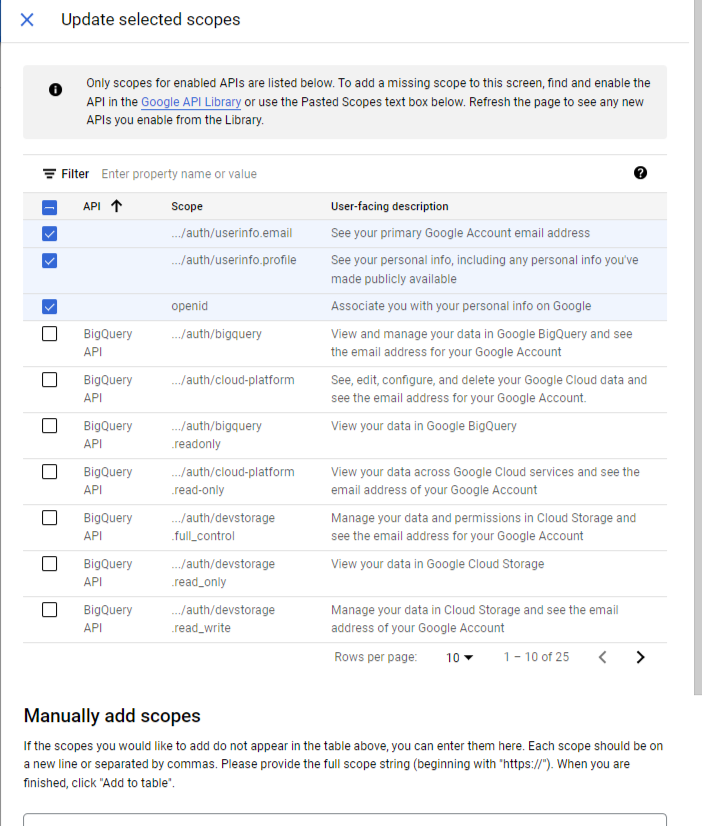 Update selected scopes
Only scopes for enabled APIs are listed below. To add a missing scope to this screen, find and enable the
API in the Google API Library or use the Pasted Scopes text box below. Refresh the page to see any new
APIs you enable from the Library.
Filter Enter property name or value
API Scope User-facing description
.../auth/userinfo.email See your primary Google Account email address
.../auth/userinfo.profile See your personal info, including any personal info you've
made publicly available
openid Associate you with your personal info on Google
BigQuery .../auth/bigquery View and manage your data in Google BigQuery and see
API the email address for your Google Account
BigQuery .../auth/cloud-platform See, edit, configure, and delete your Google Cloud data and
API see the email address for your Google Account.
BigQuery .../auth/bigquery View your data in Google BigQuery
API .readonly
BigQuery .../auth/cloud-platform View your data across Google Cloud services and see the
API .read-only email address of your Google Account
BigQuery .../auth/devstorage Manage your data and permissions in Cloud Storage and
API .full_control see the email address for your Google Account
BigQuery .../auth/devstorage View your data in Google Cloud Storage
API .read_only
BigQuery .../auth/devstorage Manage your data in Cloud Storage and see the email
API .read_write address of your Google Account
Rows per page: 10 1 – 10 of 25
Manually add scopes
If the scopes you would like to add do not appear in the table above, you can enter them here. Each scope should be on
a new line or separated by commas. Please provide the full scope string (beginning with "https://"). When you are
finished, click "Add to table".